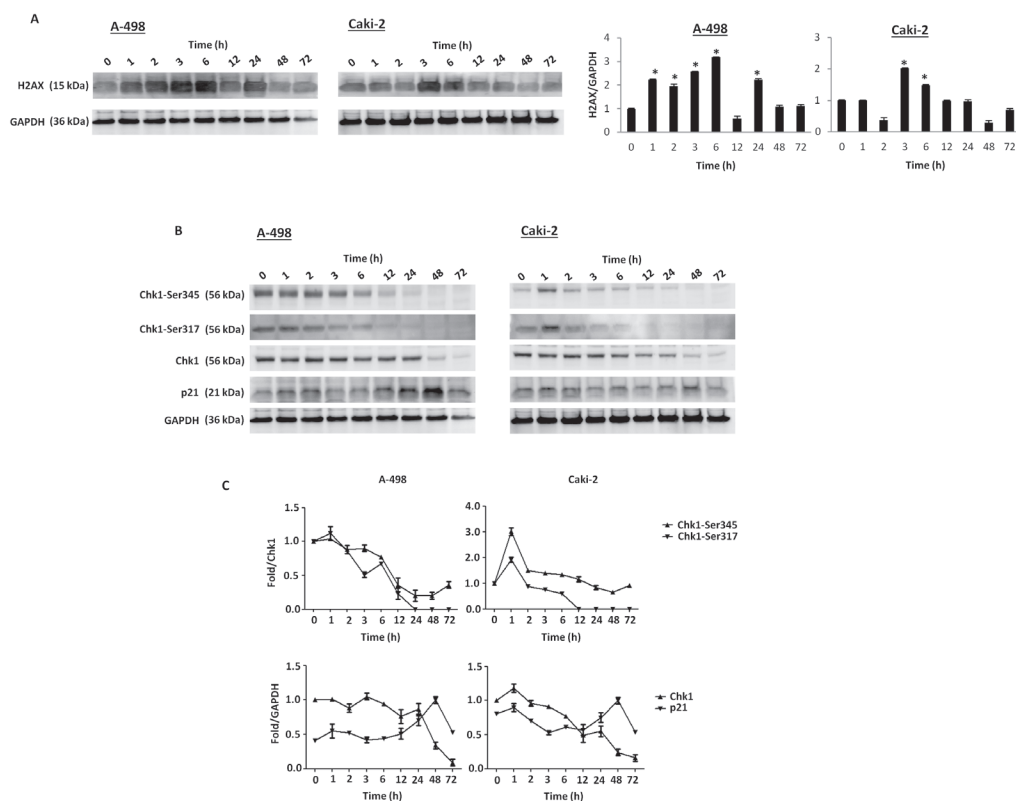 A
A-498
Caki-2
Time (h)
Time (h)
0 1 2 3 6 12 24 48 72
0 1 2 3 6 12 24 48 72
H2AX (15 kDa)
GAPDH (36 kDa)
A-498
Caki-2
H2AX/GAPDH
4
3
2
1
0
* * * * *
0 1 2 3 6 12 24 48 72
Time (h)
3
2
1
0
* *
0 1 2 3 6 12 24 48 72
Time (h)
B
A-498
Caki-2
Time (h)
Time (h)
0 1 2 3 6 12 24 48 72
0 1 2 3 6 12 24 48 72
Chk1-Ser345 (56 kDa)
Chk1-Ser317 (56 kDa)
Chk1 (56 kDa)
p21 (21 kDa)
GAPDH (36 kDa)
C
A-498
Caki-2
Fold/Chk1
1.5
1.0
0.5
0.0
0 1 2 3 6 12 24 48 72
Time (h)
4.0
3.0
2.0
1.0
0.0
0 1 2 3 6 12 24 48 72
Time (h)
Chk1-Ser345
Chk1-Ser317
Fold/GAPDH
1.5
1.0
0.5
0.0
0 1 2 3 6 12 24 48 72
Time (h)
1.5
1.0
0.5
0.0
0 1 2 3 6 12 24 48 72
Time (h)
Chk1
p21